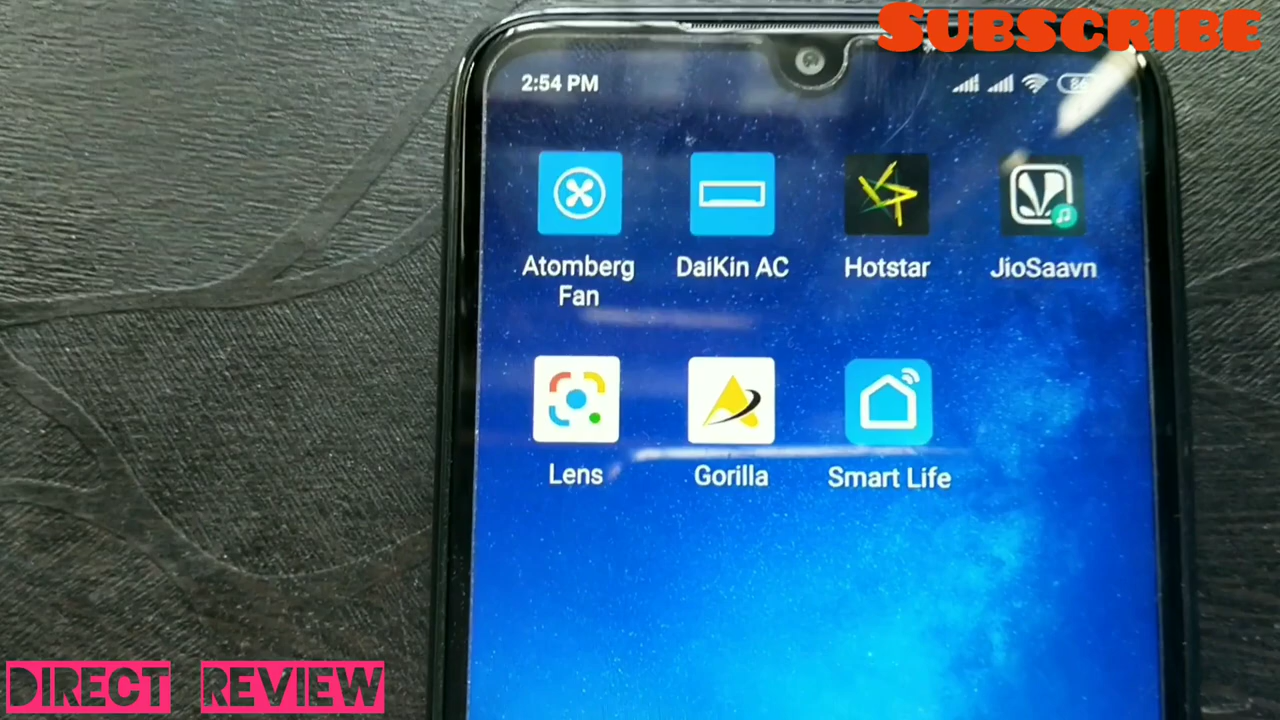 SUBSCRIBE
2:54 PM
Atomberg
Fan
DaiKin AC
Hotstar
JioSaavn
Lens
Gorilla
Smart Life
DIRECT REVIEW